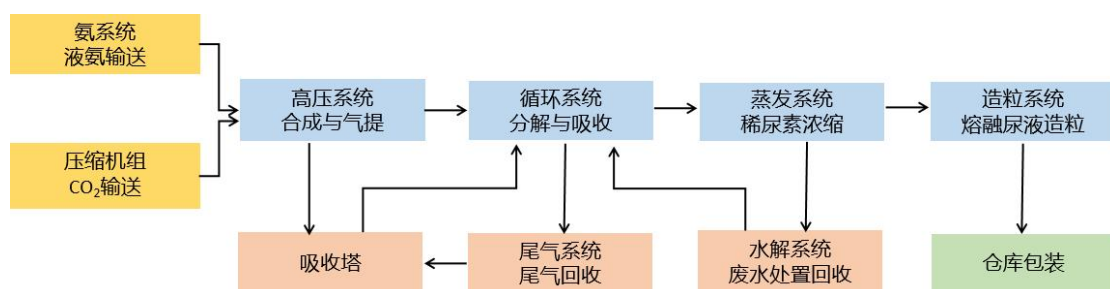 氨系统
液氨输送
压缩机组
CO₂输送
高压系统
合成与气提
循环系统
分解与吸收
蒸发系统
稀尿素浓缩
造粒系统
熔融尿液造粒
吸收塔
尾气系统
尾气回收
水解系统
废水处置回收
仓库包装